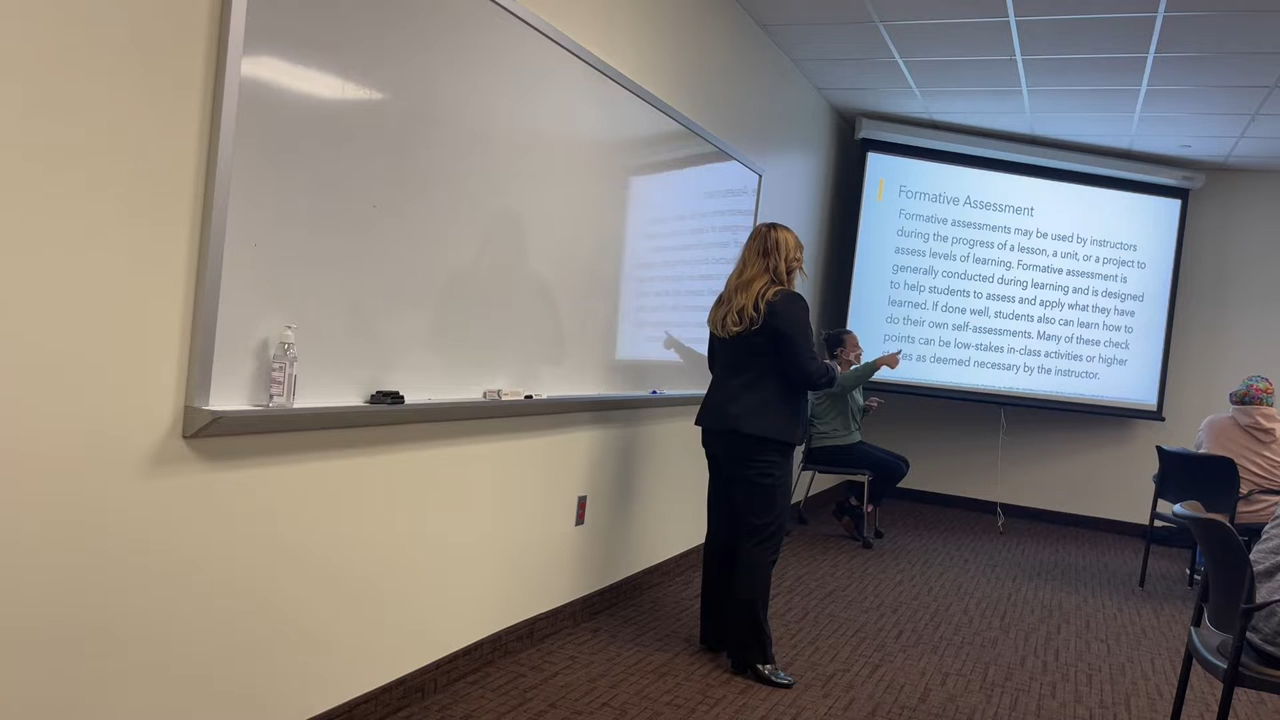 Formative Assessment
Formative assessments may be used by instructors
during the progress of a lesson, a unit, or a project to
assess levels of learning. Formative assessment is
generally conducted during learning and is designed
to help students to assess and apply what they have
learned. If done well, students also can learn how to
do their own self-assessments. Many of these check
points can be low-stakes in-class activities or higher
as deemed necessary by the instructor.